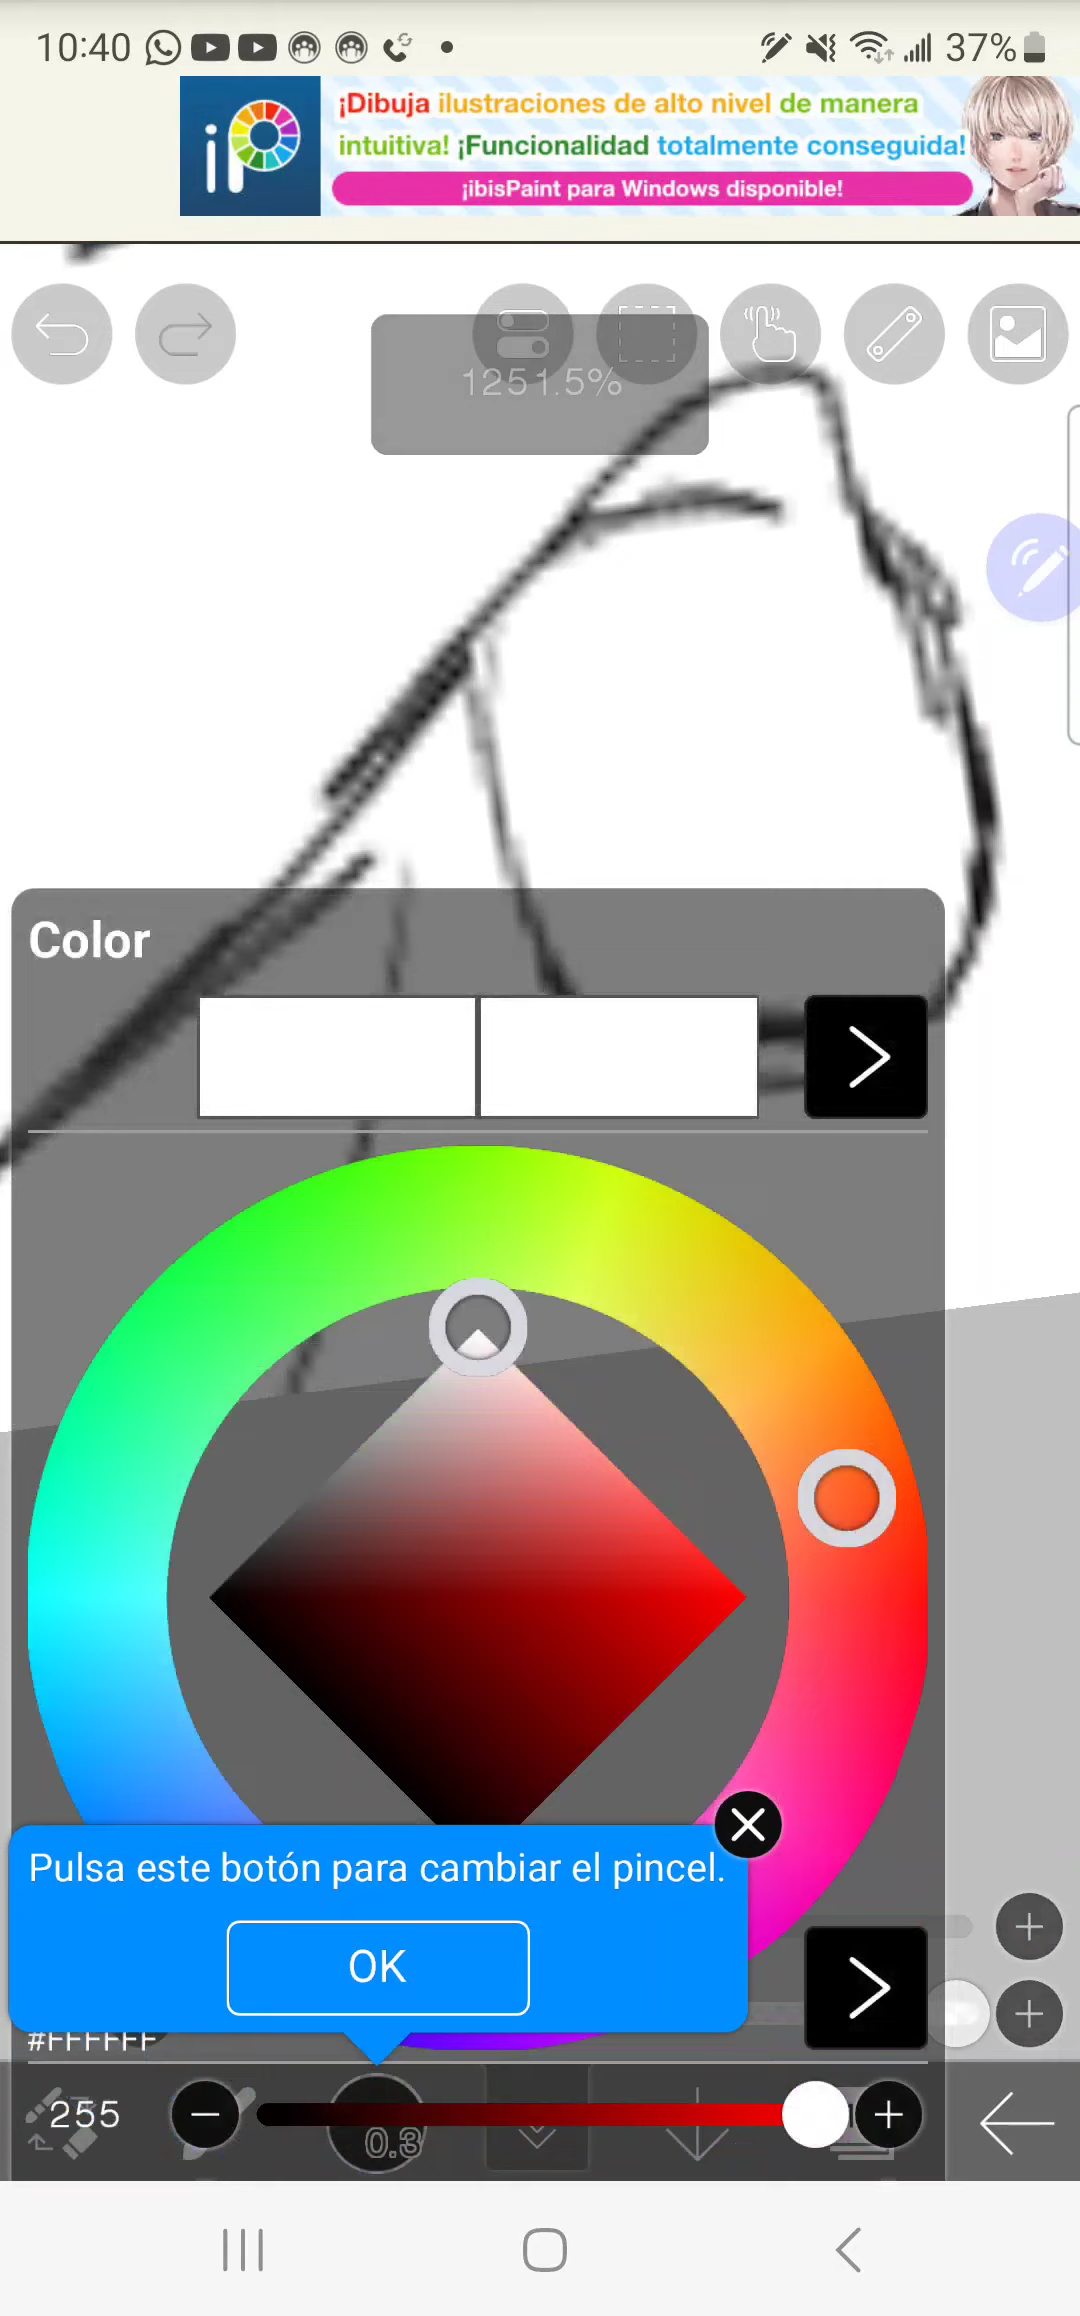 10:40
37%
iP
¡Dibuja ilustraciones de alto nivel de manera
intuitiva! ¡Funcionalidad totalmente conseguida!
¡ibisPaint para Windows disponible!
1251.5%
Color
Pulsa este botón para cambiar el pincel.
OK
#FFFFFF
255
0.3